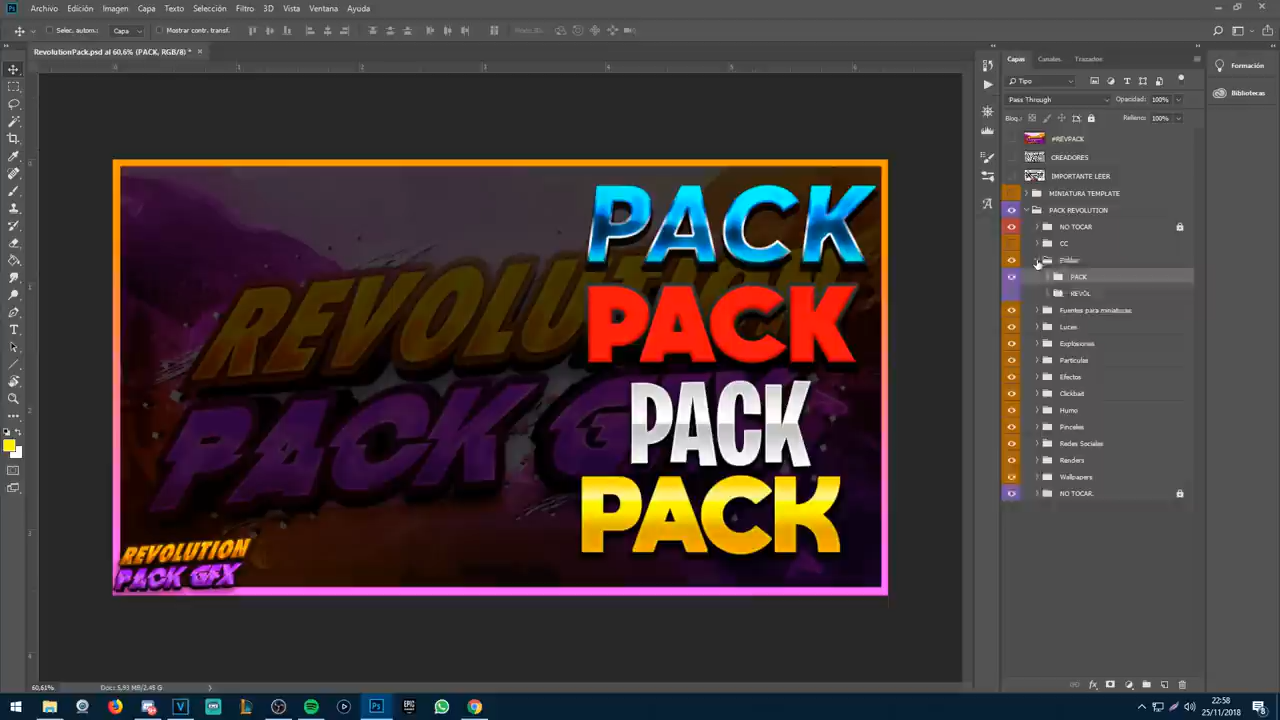 Archivo Edición Imagen Capa Texto Selección Filtro 3D Vista Ventana Ayuda
Selec. autom.: Capa Mostrar contr. transf.
RevolutionPack.psd al 60,6% (PACK, RGB/8) *
Capas Canales Trazados
Formación
Bibliotecas
Tipo
Pass Through Opacidad: 100%
Bloq.: Relleno: 100%
#REVPACK
CREADORES
IMPORTANTE LEER
MINIATURA TEMPLATE
PACK REVOLUTION
NO TOCAR
CC
PACK
REVOL
Fuentes para miniaturas
Luces
Explosiones
Particulas
Efectos
Clickbait
Humo
Pinceles
Redes Sociales
Renders
Wallpapers
NO TOCAR.
PACK
PACK
PACK
PACK
REVOLUTION
PACK GFX
REVOLUTION
PACK GFX
60,61% Doc: 5,93 MB/2,48 G
22:58
25/11/2018